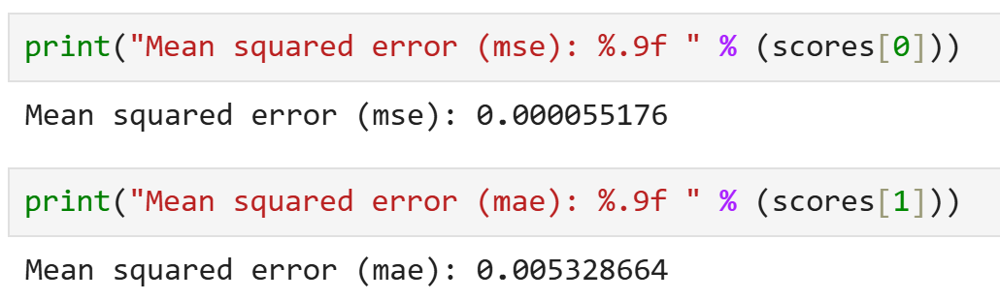 print("Mean squared error (mse): %.9f " % (scores[0]))
Mean squared error (mse): 0.000055176
print("Mean squared error (mae): %.9f " % (scores[1]))
Mean squared error (mae): 0.005328664